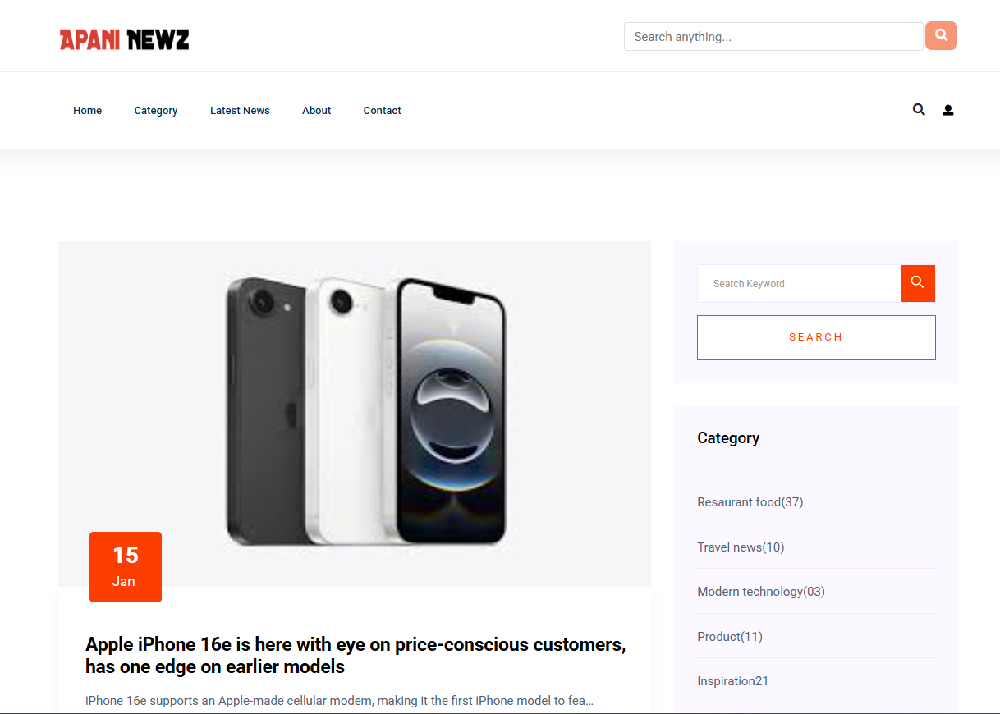 APANI NEWZ
Search anything...
Home
Category
Latest News
About
Contact
15
Jan
Apple iPhone 16e is here with eye on price-conscious customers,
has one edge on earlier models
iPhone 16e supports an Apple-made cellular modem, making it the first iPhone model to fea...
Search Keyword
SEARCH
Category
Resaurant food(37)
Travel news(10)
Modern technology(03)
Product(11)
Inspiration21